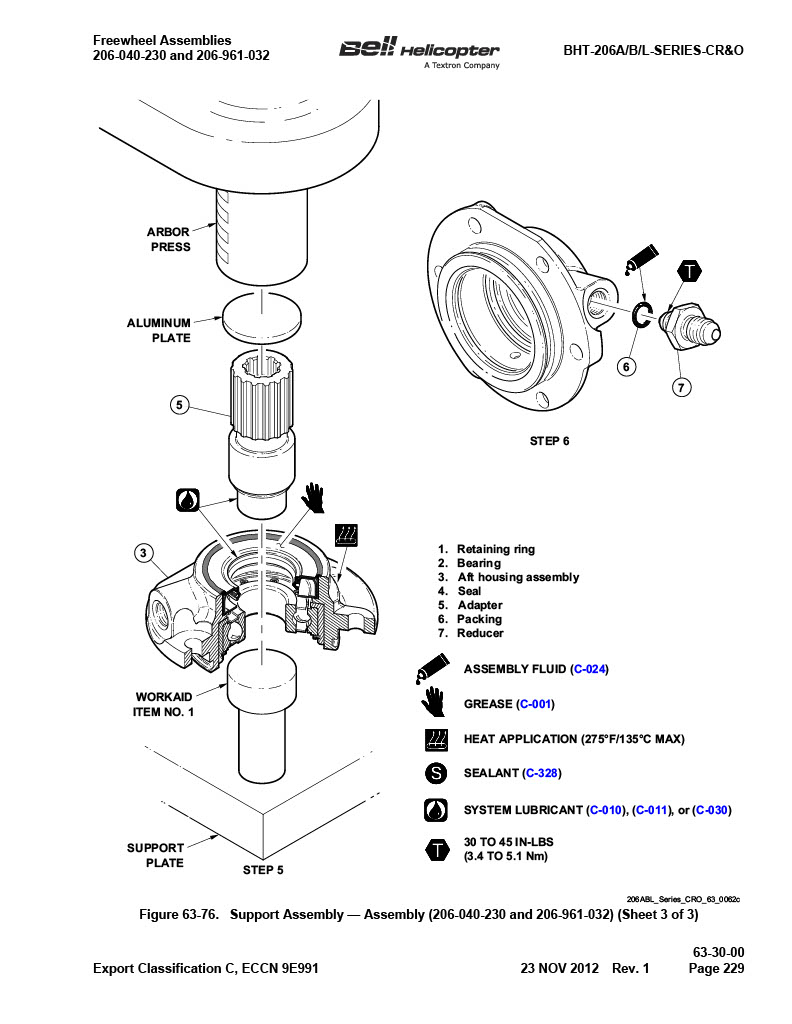 Freewheel Assemblies
206-040-230 and 206-961-032
Bell Helicopter
A Textron Company
BHT-206A/B/L-SERIES-CR&O
ARBOR
PRESS
ALUMINUM
PLATE
5
3
WORKAID
ITEM NO. 1
SUPPORT
PLATE
STEP 5
T
6
7
STEP 6
1. Retaining ring
2. Bearing
3. Aft housing assembly
4. Seal
5. Adapter
6. Packing
7. Reducer
ASSEMBLY FLUID (C-024)
GREASE (C-001)
HEAT APPLICATION (275°F/135°C MAX)
S SEALANT (C-328)
SYSTEM LUBRICANT (C-010), (C-011), or (C-030)
T 30 TO 45 IN-LBS
(3.4 TO 5.1 Nm)
206ABL_Series_CRO_63_0062c
Figure 63-76. Support Assembly — Assembly (206-040-230 and 206-961-032) (Sheet 3 of 3)
63-30-00
Export Classification C, ECCN 9E991
23 NOV 2012 Rev. 1 Page 229